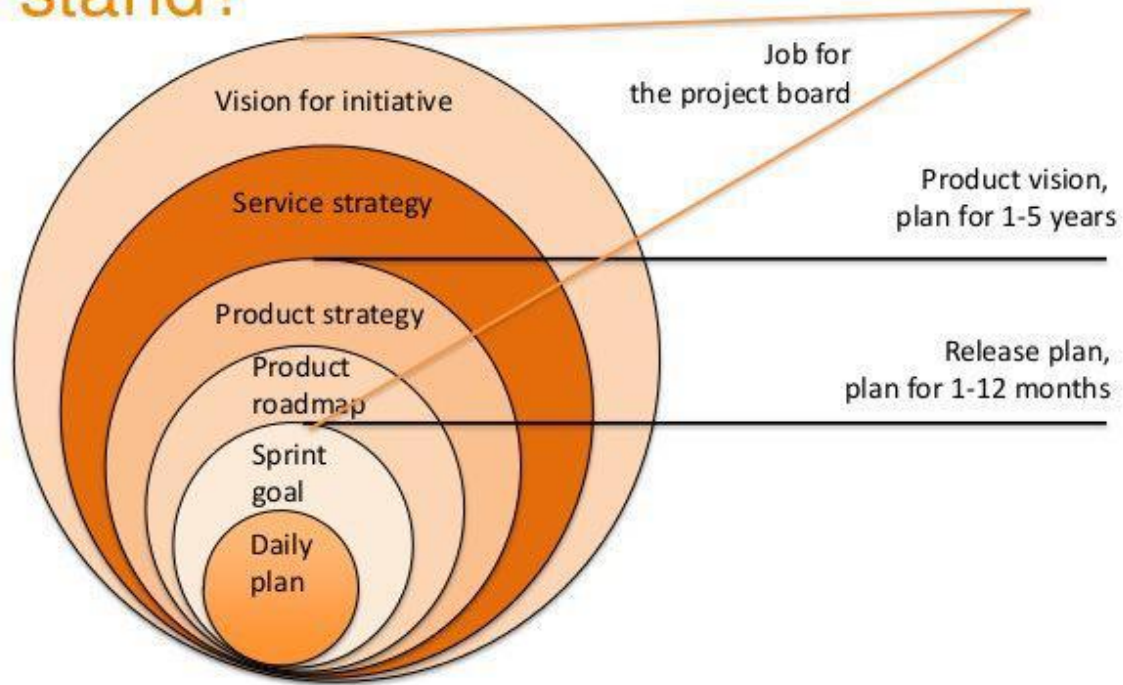 stand?
Vision for initiative
Job for
the project board
Service strategy
Product vision,
plan for 1-5 years
Product strategy
Product
roadmap
Release plan,
plan for 1-12 months
Sprint
goal
Daily
plan